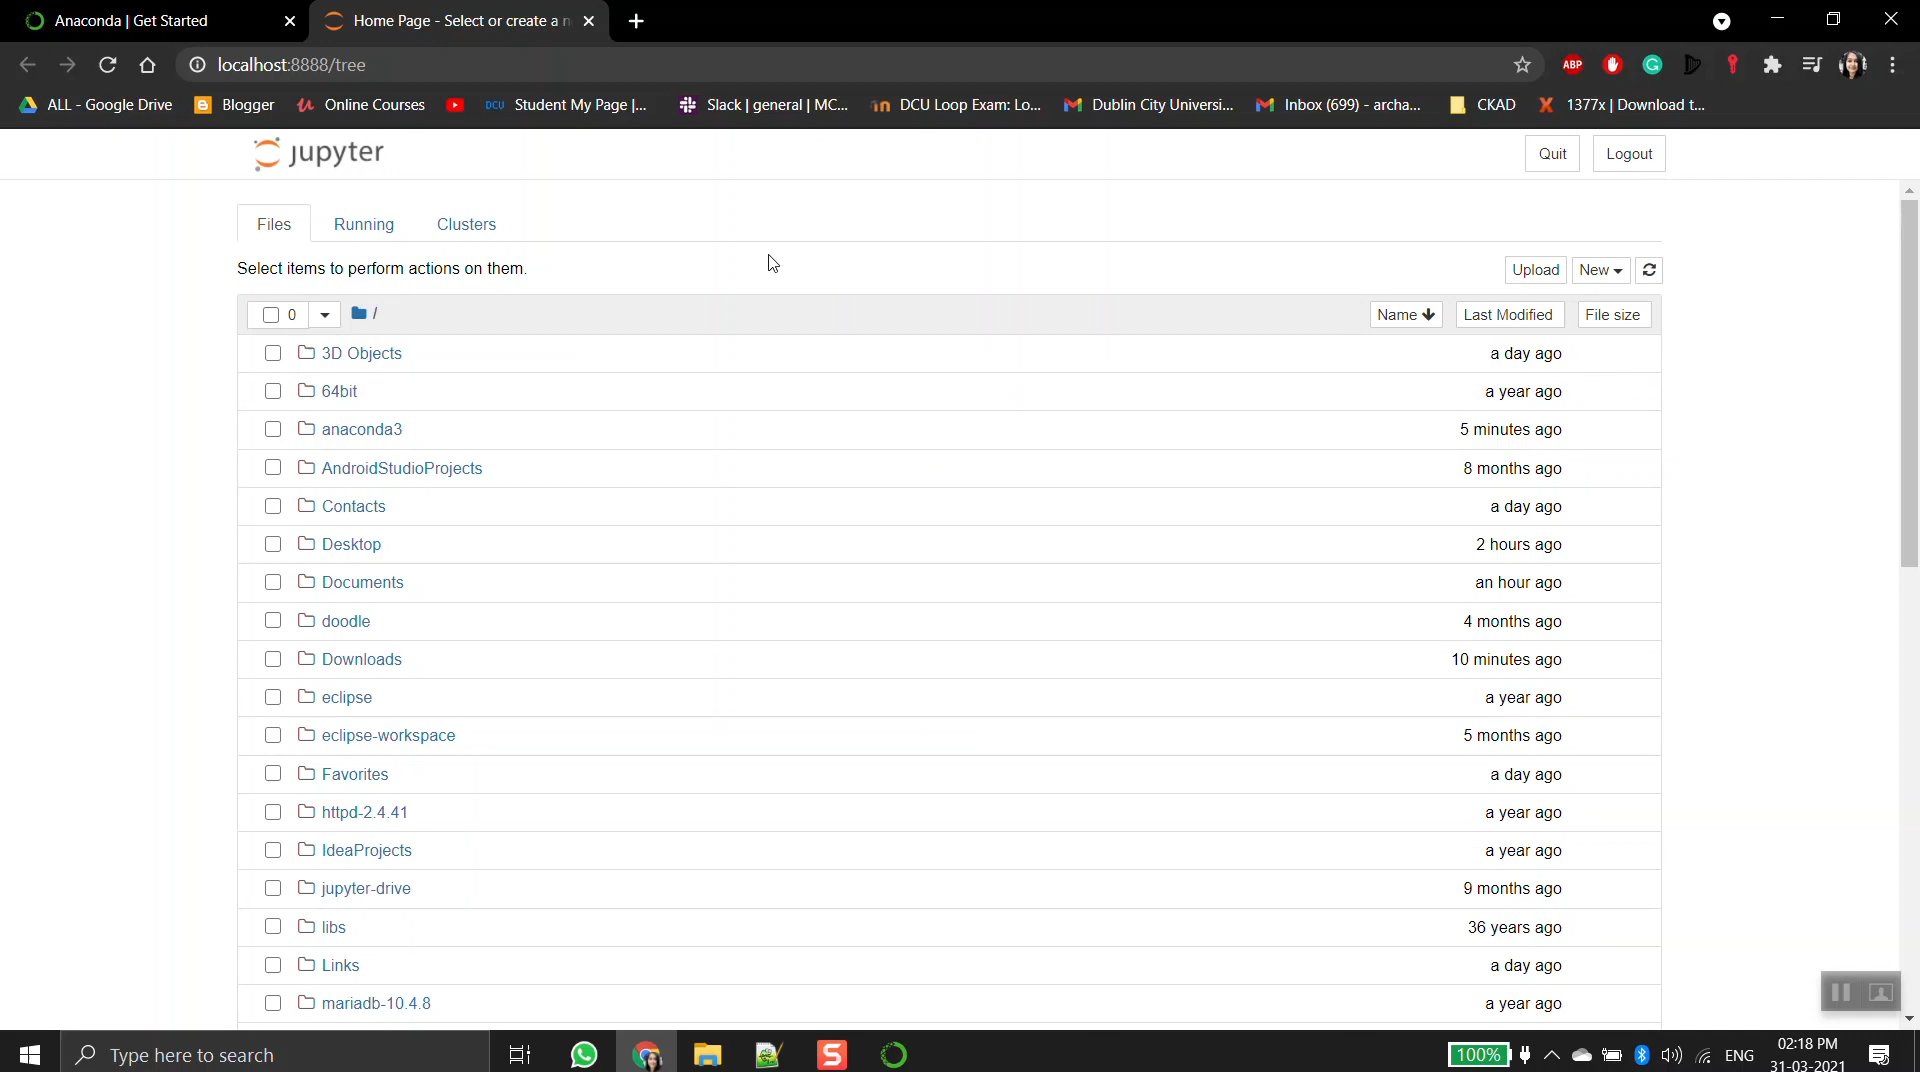 Anaconda | Get Started
Home Page - Select or create a n
localhost:8888/tree
ABP
ALL - Google Drive
Blogger
Online Courses
DCU Student My Page |...
Slack | general | MC...
DCU Loop Exam: Lo...
Dublin City Universi...
Inbox (699) - archa...
CKAD
1377x | Download t...
jupyter
Quit
Logout
Files
Running
Clusters
Select items to perform actions on them.
Upload
New
0
/
Name
Last Modified
File size
3D Objects a day ago
64bit a year ago
anaconda3 5 minutes ago
AndroidStudioProjects 8 months ago
Contacts a day ago
Desktop 2 hours ago
Documents an hour ago
doodle 4 months ago
Downloads 10 minutes ago
eclipse a year ago
eclipse-workspace 5 months ago
Favorites a day ago
httpd-2.4.41 a year ago
IdeaProjects a year ago
jupyter-drive 9 months ago
libs 36 years ago
Links a day ago
mariadb-10.4.8 a year ago
Type here to search
100%
ENG
02:18 PM
31-03-2021